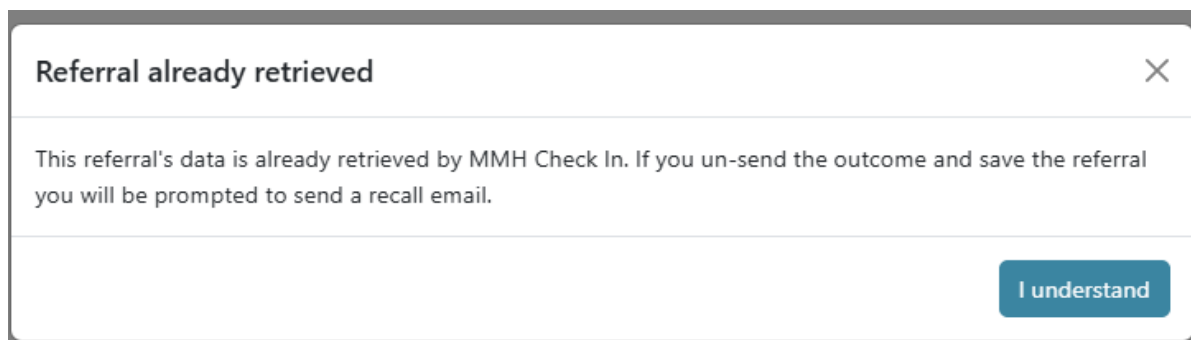 Referral already retrieved
This referral's data is already retrieved by MMH Check In. If you un-send the outcome and save the referral
you will be prompted to send a recall email.
I understand